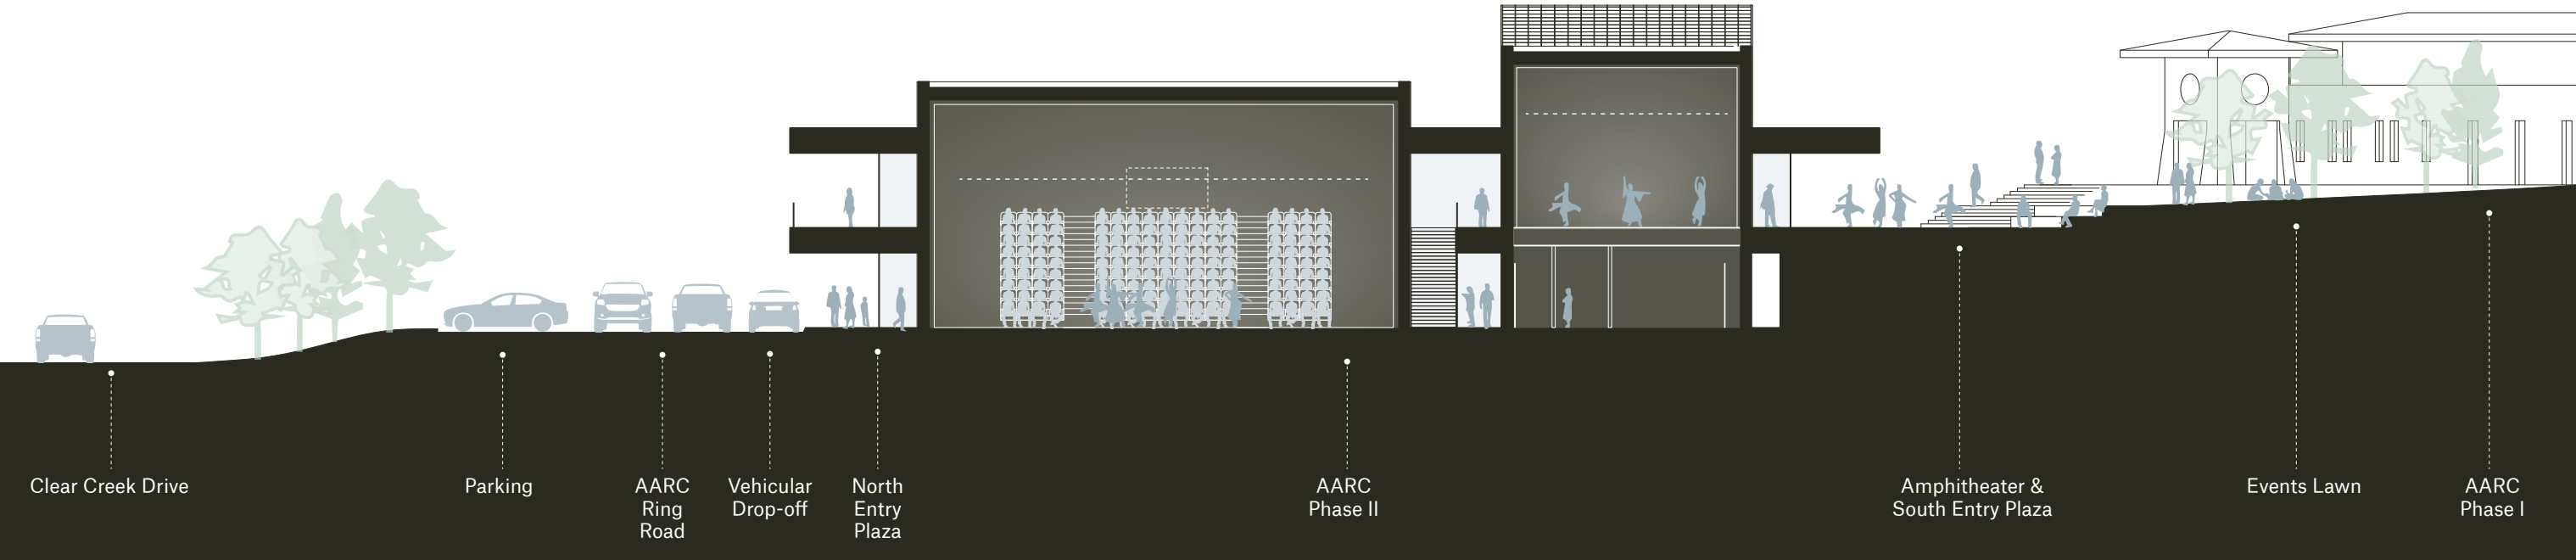 Clear Creek Drive
Parking
AARC
Ring
Road
Vehicular
Drop-off
North
Entry
Plaza
AARC
Phase II
Amphitheater &
South Entry Plaza
Events Lawn
AARC
Phase I